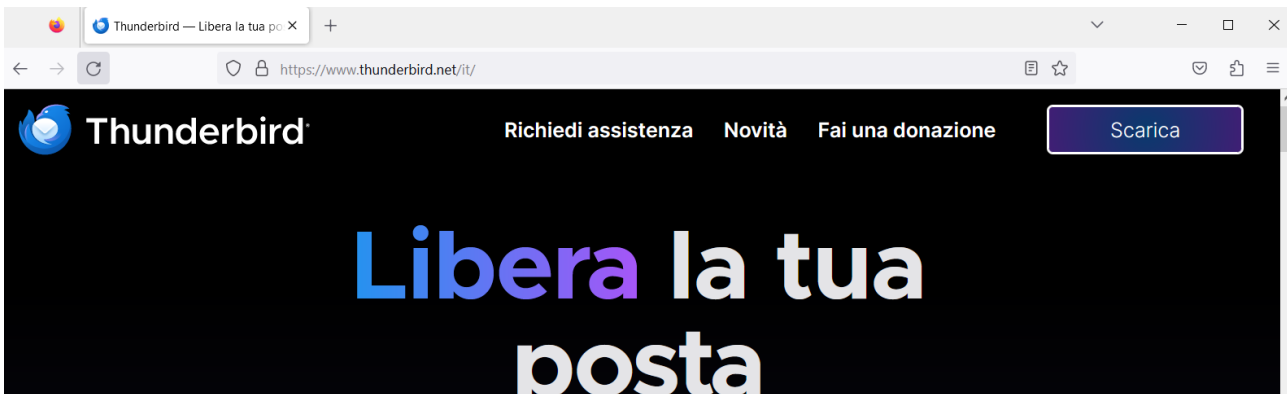 Thunderbird — Libera la tua po
https://www.thunderbird.net/it/
Thunderbird
Richiedi assistenza Novità Fai una donazione Scarica
Libera la tua
posta